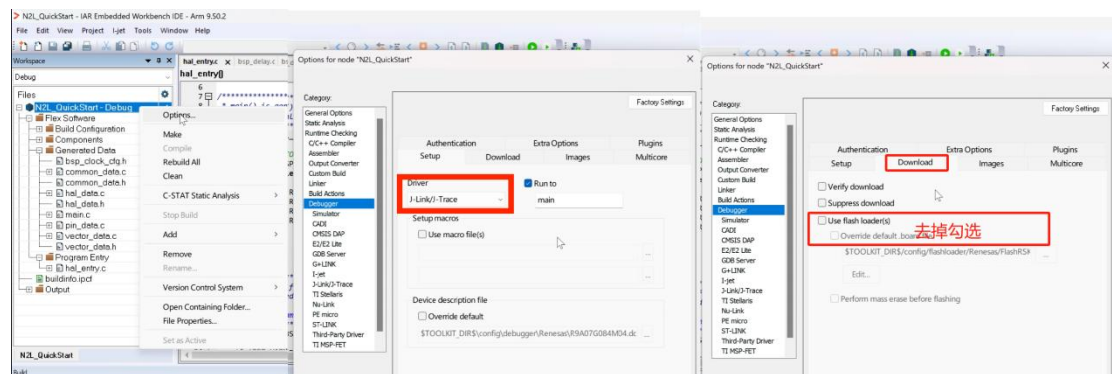 N2L_QuickStart - IAR Embedded Workbench IDE - Arm 9.50.2
File Edit View Project I-jet Tools Window Help
Workspace
Debug
Files
N2L_QuickStart - Debug
Flex Software
Build Configuration
Components
Generated Data
bsp_clock_cfg.h
common_data.c
common_data.h
hal_data.c
hal_data.h
main.c
pin_data.c
vector_data.c
vector_data.h
Program Entry
hal_entry.c
buildinfo.ipcf
Output
N2L_QuickStart
Build
hal_entry.c x bsp_delay.c
hal_entry()
6
7
Options...
Make
Compile
Rebuild All
Clean
C-STAT Static Analysis
Stop Build
Add
Remove
Rename...
Version Control System
Open Containing Folder...
File Properties...
Set as Active
Options for node "N2L_QuickStart"
Category:
General Options
Static Analysis
Runtime Checking
C/C++ Compiler
Assembler
Output Converter
Custom Build
Linker
Build Actions
Debugger
Simulator
CADI
CMSIS DAP
E2/E2 Lite
GDB Server
G+LINK
I-jet
J-Link/J-Trace
TI Stellaris
Nu-Link
PE micro
ST-LINK
Third-Party Driver
TI MSP-FET
Factory Settings
Authentication Extra Options Plugins
Setup Download Images Multicore
Driver
J-Link/J-Trace
Run to
main
Setup macros
Use macro file(s)
Device description file
Override default
$TOOLKIT_DIR$\config\debugger\Renesas\R9A07G084M04.dc
Options for node "N2L_QuickStart"
Category:
General Options
Static Analysis
Runtime Checking
C/C++ Compiler
Assembler
Output Converter
Custom Build
Linker
Build Actions
Debugger
Simulator
CADI
CMSIS DAP
E2/E2 Lite
GDB Server
G+LINK
I-jet
J-Link/J-Trace
TI Stellaris
Nu-Link
PE micro
ST-LINK
Third-Party Driver
TI MSP-FET
Factory Settings
Authentication Extra Options Plugins
Setup Download Images Multicore
Verify download
Suppress download
Use flash loader(s)
去掉勾选
Override default .board
$TOOLKIT_DIR$/config/flashloader/Renesas/FlashRSK
Edit...
Perform mass erase before flashing